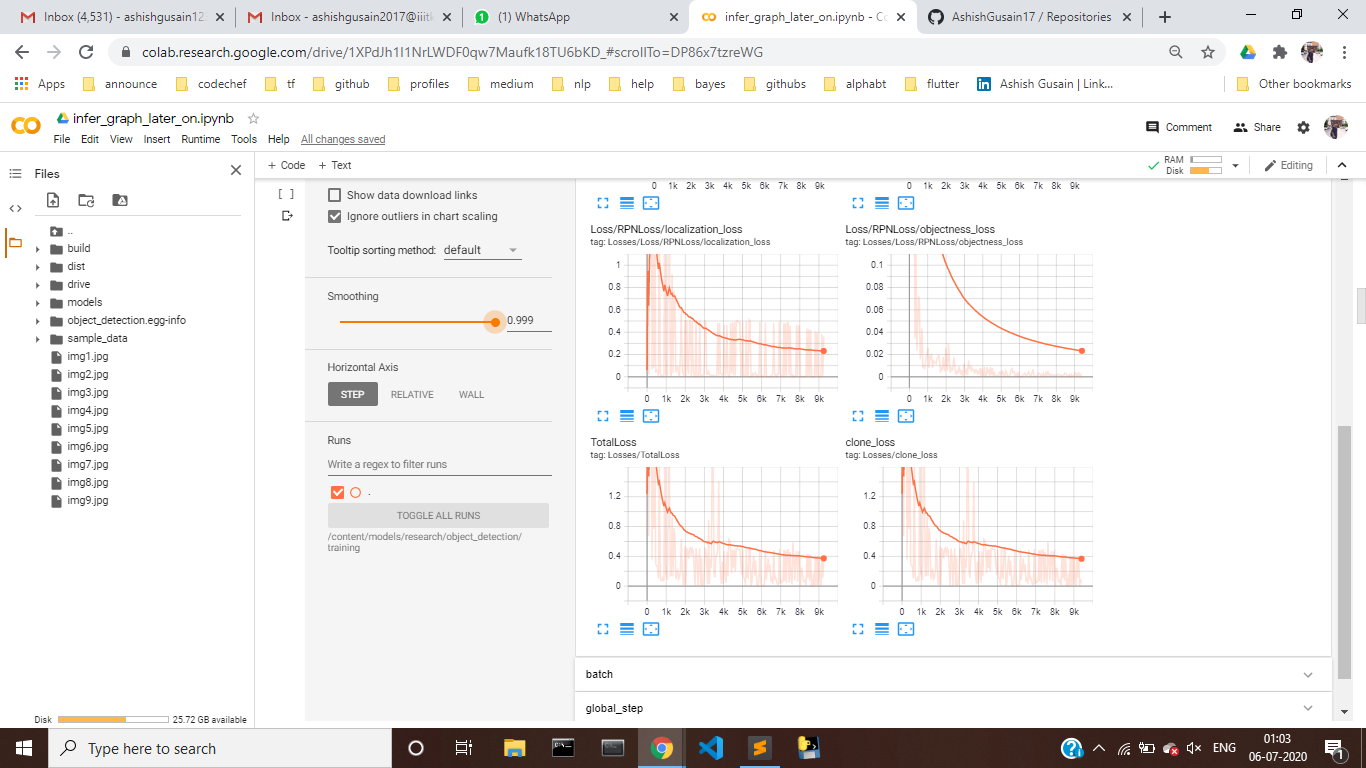 Inbox (4,531) - ashishgusain12
Inbox - ashishgusain2017@iiitk
(1) WhatsApp
infer_graph_later_on.ipynb - Co
AshishGusain17 / Repositories
colab.research.google.com/drive/1XPdJh1I1NrLWDF0qw7Maufk18TU6bKD_#scrollTo=DP86x7tzreWG
Apps announce codechef tf github profiles medium nlp help bayes githubs alphabt flutter Ashish Gusain | Link... Other bookmarks
infer_graph_later_on.ipynb
File Edit View Insert Runtime Tools Help All changes saved
Comment Share
Files
+ Code + Text
RAM
Disk
Editing
..
build
dist
drive
models
object_detection.egg-info
sample_data
img1.jpg
img2.jpg
img3.jpg
img4.jpg
img5.jpg
img6.jpg
img7.jpg
img8.jpg
img9.jpg
Disk 25.72 GB available
[ ]
Show data download links
Ignore outliers in chart scaling
Tooltip sorting method: default
Smoothing
0.999
Horizontal Axis
STEP RELATIVE WALL
Runs
Write a regex to filter runs
.
TOGGLE ALL RUNS
/content/models/research/object_detection/
training
0 1k 2k 3k 4k 5k 6k 7k 8k 9k
0 1k 2k 3k 4k 5k 6k 7k 8k 9k
Loss/RPNLoss/localization_loss
tag: Losses/Loss/RPNLoss/localization_loss
1
0.8
0.6
0.4
0.2
0
0 1k 2k 3k 4k 5k 6k 7k 8k 9k
Loss/RPNLoss/objectness_loss
tag: Losses/Loss/RPNLoss/objectness_loss
0.1
0.08
0.06
0.04
0.02
0
0 1k 2k 3k 4k 5k 6k 7k 8k 9k
TotalLoss
tag: Losses/TotalLoss
1.2
0.8
0.4
0
0 1k 2k 3k 4k 5k 6k 7k 8k 9k
clone_loss
tag: Losses/clone_loss
1.2
0.8
0.4
0
0 1k 2k 3k 4k 5k 6k 7k 8k 9k
batch
global_step
Type here to search
ENG
01:03
06-07-2020
1